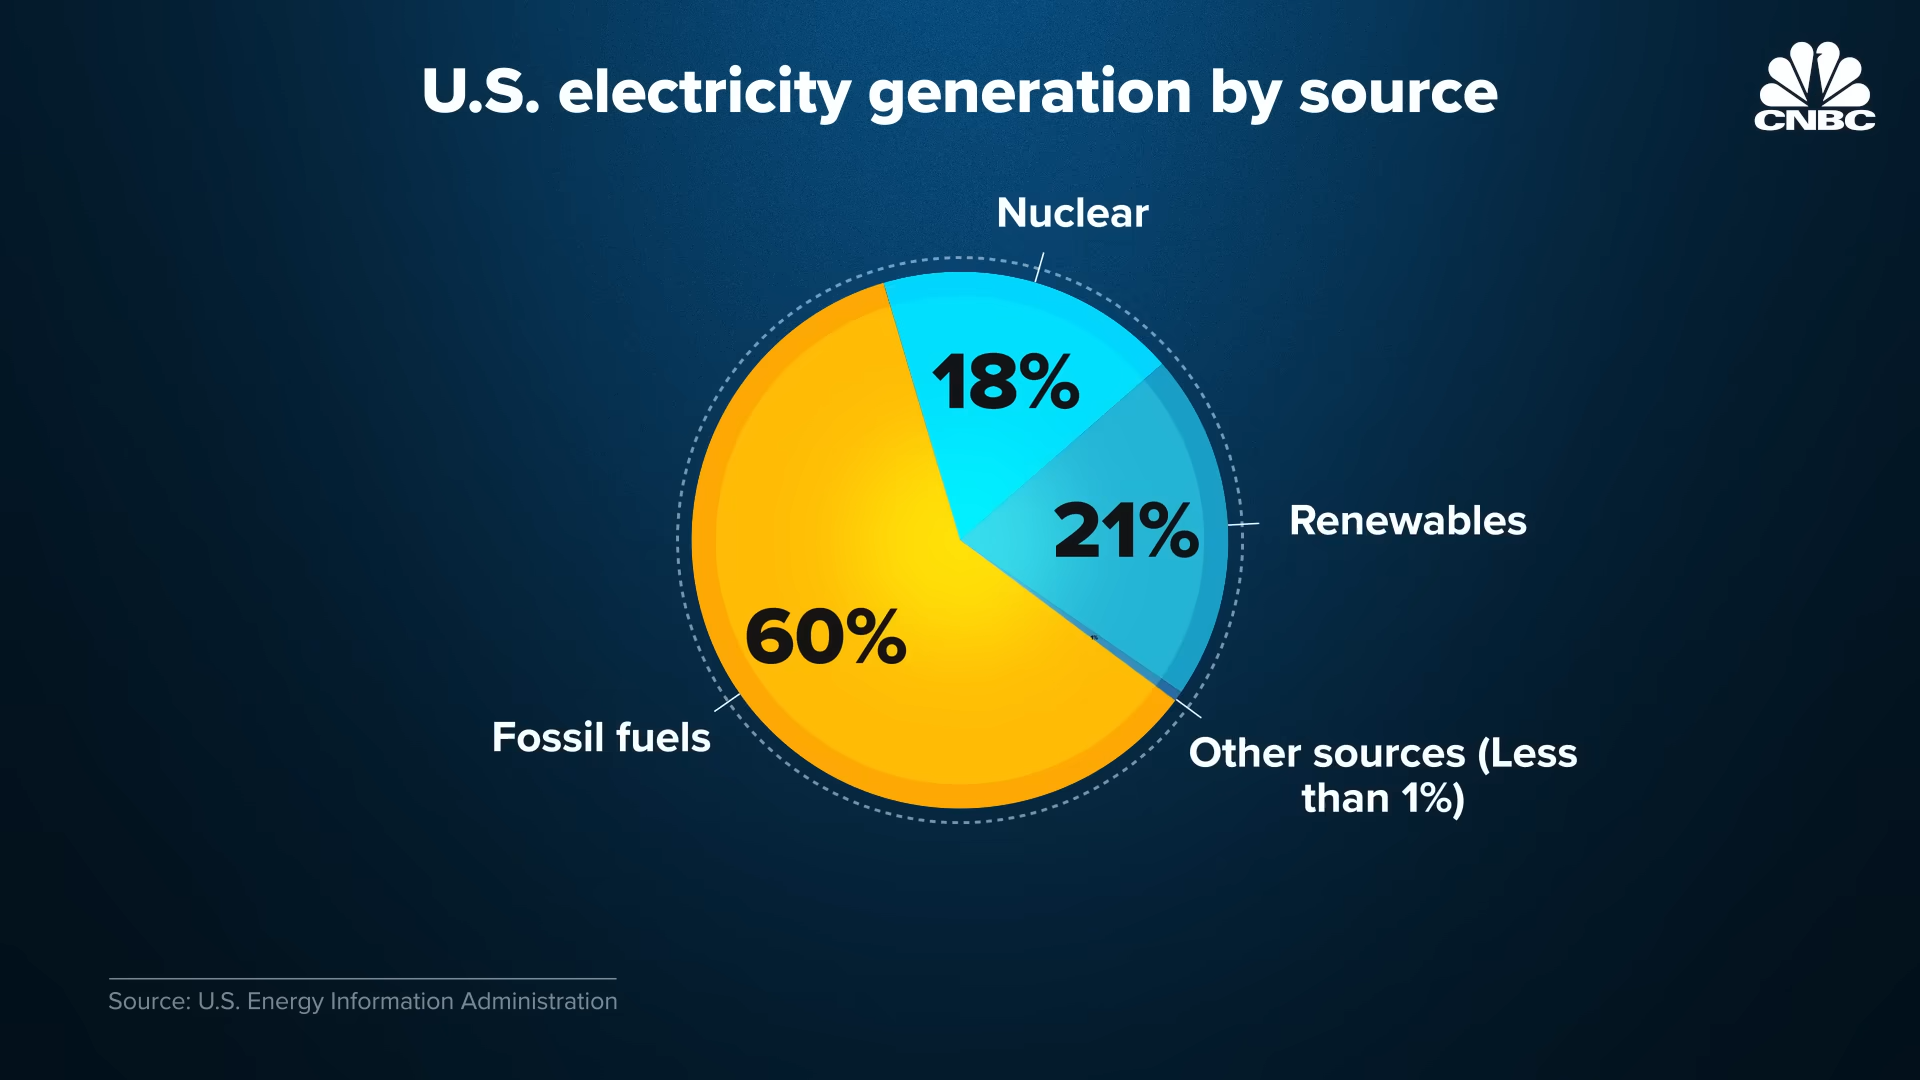 U.S. electricity generation by source
CNBC
Nuclear
18%
21%
Renewables
60%
Fossil fuels
Other sources (Less
than 1%)
Source: U.S. Energy Information Administration